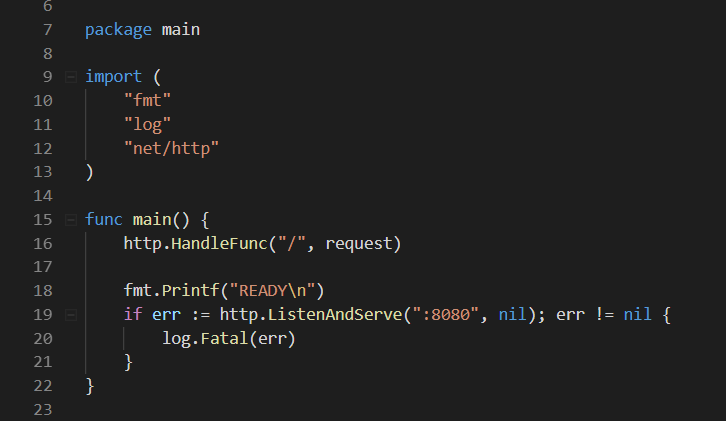 6
7 package main
8
9 import (
10     "fmt"
11     "log"
12     "net/http"
13 )
14
15 func main() {
16     http.HandleFunc("/", request)
17
18     fmt.Printf("READY\n")
19     if err := http.ListenAndServe(":8080", nil); err != nil {
20         log.Fatal(err)
21     }
22 }
23